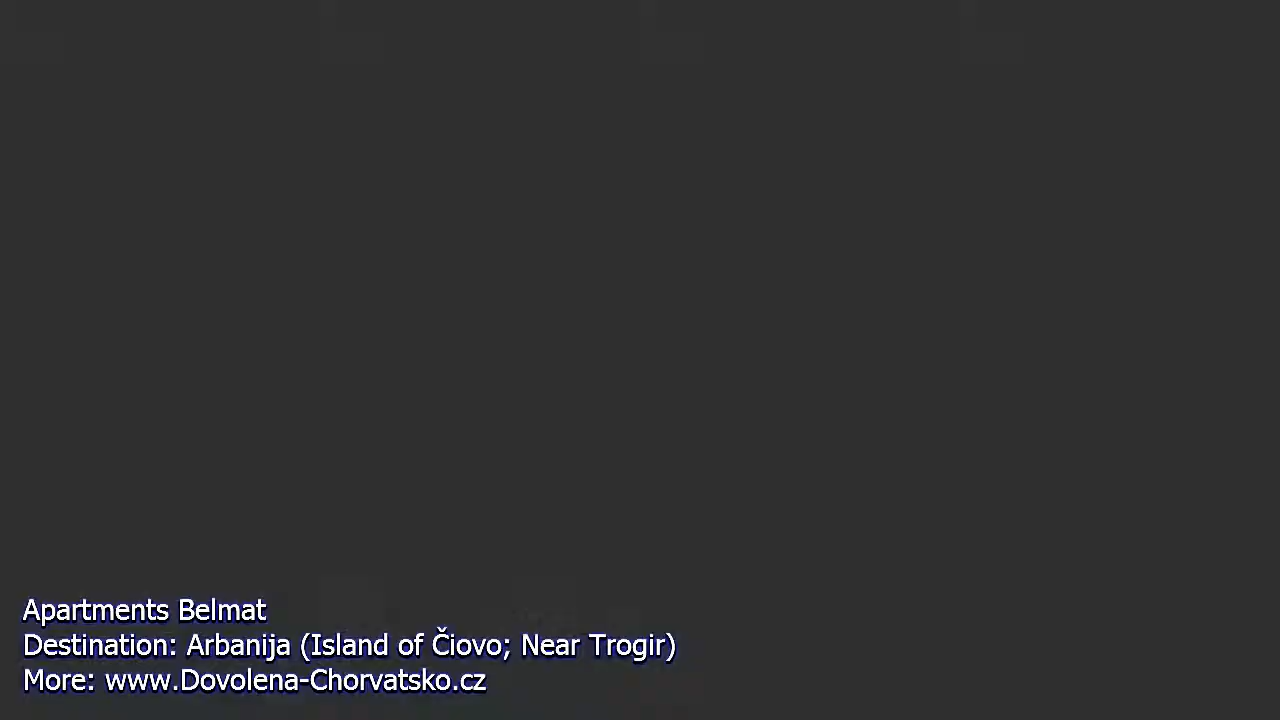 Apartments Belmat
Destination: Arbanija (Island of Čiovo; Near Trogir)
More: www.Dovolena-Chorvatsko.cz